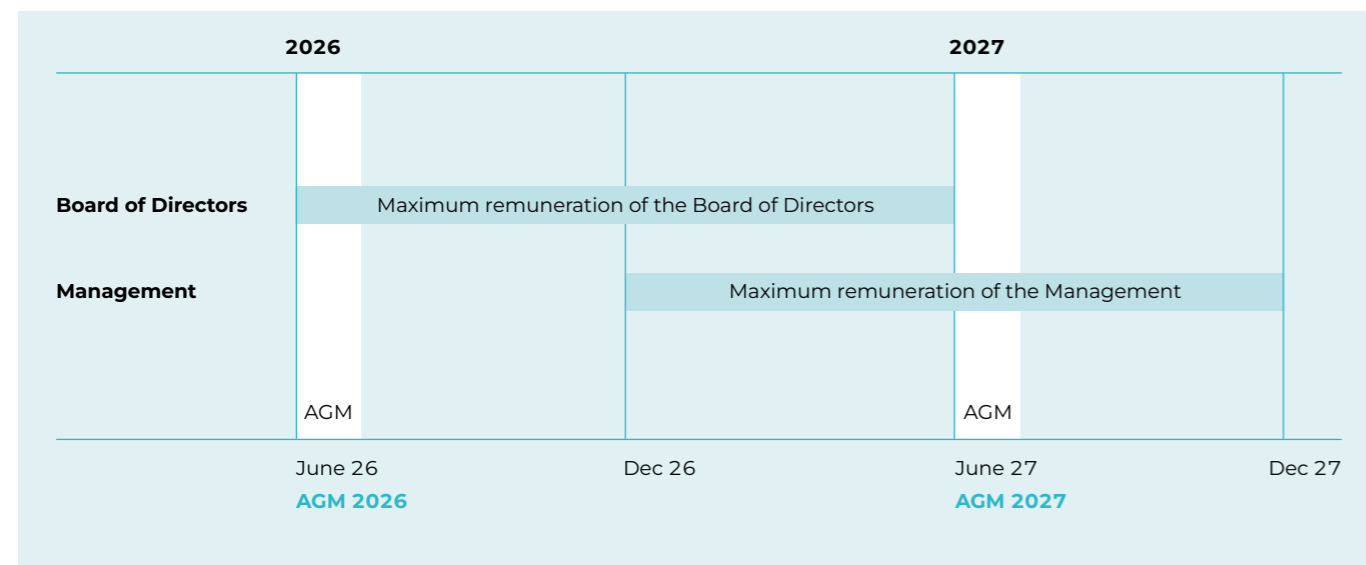 2026 2027
Board of Directors Maximum remuneration of the Board of Directors
Management Maximum remuneration of the Management
AGM AGM
June 26 Dec 26 June 27 Dec 27
AGM 2026 AGM 2027